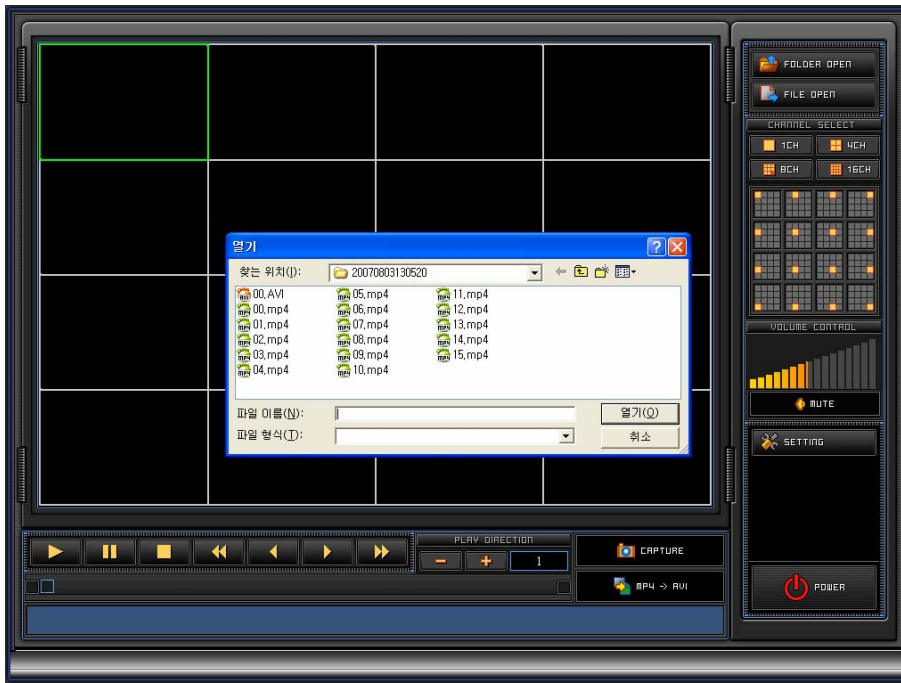 FOLDER OPEN
FILE OPEN
CHANNEL SELECT
1CH
4CH
8CH
16CH
열기
찾는 위치(I):
20070803130520
00.AVI
00.mp4
01.mp4
02.mp4
03.mp4
04.mp4
05.mp4
06.mp4
07.mp4
08.mp4
09.mp4
10.mp4
11.mp4
12.mp4
13.mp4
14.mp4
15.mp4
파일 이름(N):
열기(O)
파일 형식(T):
취소
VOLUME CONTROL
MUTE
SETTING
PLAY DIRECTION
1
CAPTURE
MP4 -> AVI
POWER